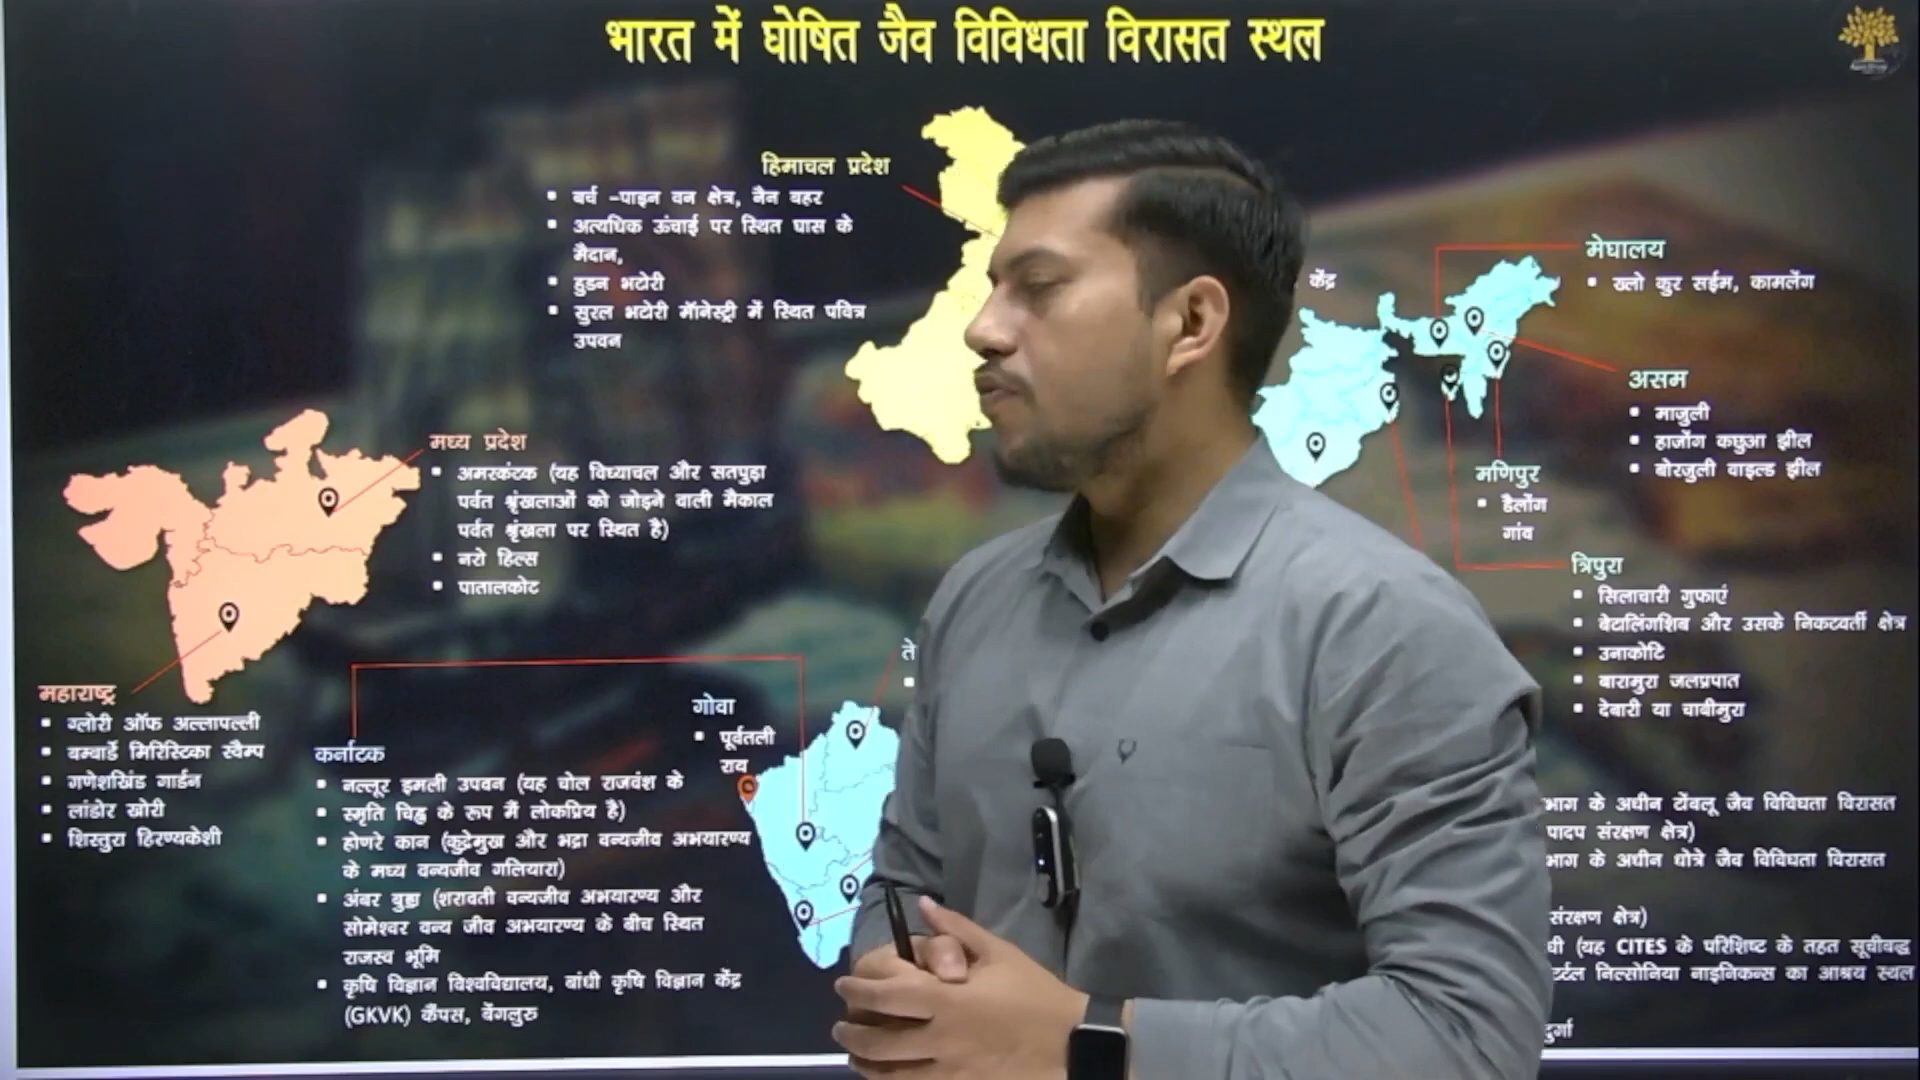 भारत में घोषित जैव विविधता विरासत स्थल
हिमाचल प्रदेश
▪ बर्च -पाइन वन क्षेत्र, नैन बहर
▪ अत्यधिक ऊंचाई पर स्थित घास के
मैदान,
▪ हुडन भटोरी
▪ सुरल भटोरी मॉनेस्ट्री में स्थित पवित्र
उपवन
केंद्र
मेघालय
▪ ख्लो कुर सईम, कामलेंग
असम
▪ माजुली
▪ हाजोंग कछुआ झील
▪ बोरजुली वाइल्ड झील
मणिपुर
▪ डैलोंग
गांव
त्रिपुरा
▪ सिलाचारी गुफाएं
▪ बेटालिंगशिब और उसके निकटवर्ती क्षेत्र
▪ उनाकोटि
▪ बारामुरा जलप्रपात
▪ देबारी या चाबीमुरा
मध्य प्रदेश
▪ अमरकंटक (यह विध्याचल और सतपुड़ा
पर्वत श्रृंखलाओं को जोड़ने वाली मैकाल
पर्वत श्रृंखला पर स्थित है)
▪ नरो हिल्स
▪ पातालकोट
महाराष्ट्र
▪ ग्लोरी ऑफ अल्लापल्ली
▪ बम्बार्डे मिरिस्टिका स्वैम्प
▪ गणेशखिंड गार्डन
▪ लांडोर खोरी
▪ शिस्तुरा हिरण्यकेशी
कर्नाटक
▪ नल्लूर इमली उपवन (यह चोल राजवंश के
▪ स्मृति चिह्न के रूप मैं लोकप्रिय है)
▪ होणरे कान (कुद्रेमुख और भद्रा वन्यजीव अभयारण्य
के मध्य वन्यजीव गलियारा)
▪ अंबर बुड्रा (शरावती वन्यजीव अभयारण्य और
सोमेश्वर वन्य जीव अभयारण्य के बीच स्थित
राजस्व भूमि
▪ कृषि विज्ञान विश्वविद्यालय, बांधी कृषि विज्ञान केंद्र
(GKVK) कैंपस, बेंगलुरु
गोवा
▪ पूर्वतली
राय
ते
भाग के अधीन टेंबलू जैव विविधता विरासत
पादप संरक्षण क्षेत्र)
भाग के अधीन धोत्रे जैव विविधता विरासत
संरक्षण क्षेत्र)
घी (यह CITES के परिशिष्ट के तहत सूचीबद्ध
टर्टल निल्सोनिया नाइनिकन्स का आश्रय स्थल
दुर्गा